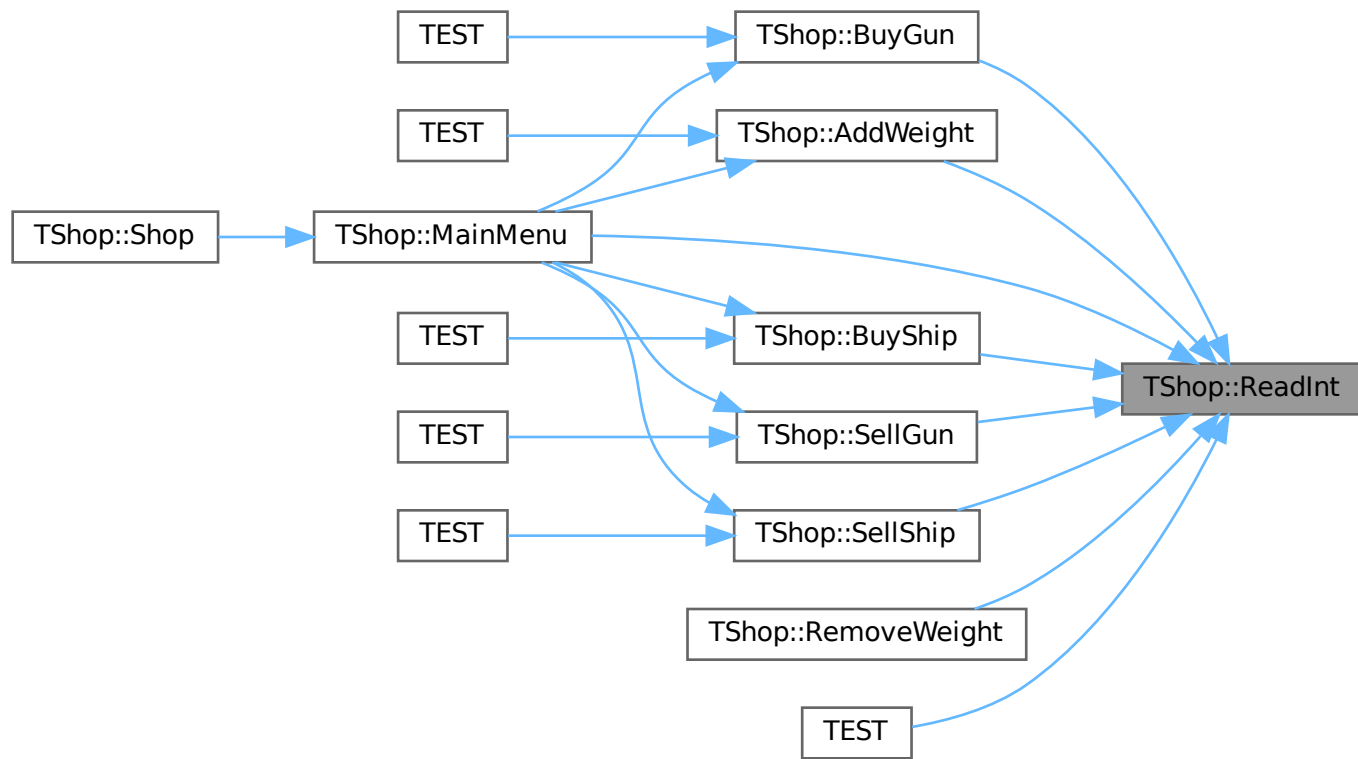 TEST
TShop::BuyGun
TEST
TShop::AddWeight
TShop::Shop
TShop::MainMenu
TEST
TShop::BuyShip
TShop::ReadInt
TEST
TShop::SellGun
TEST
TShop::SellShip
TShop::RemoveWeight
TEST